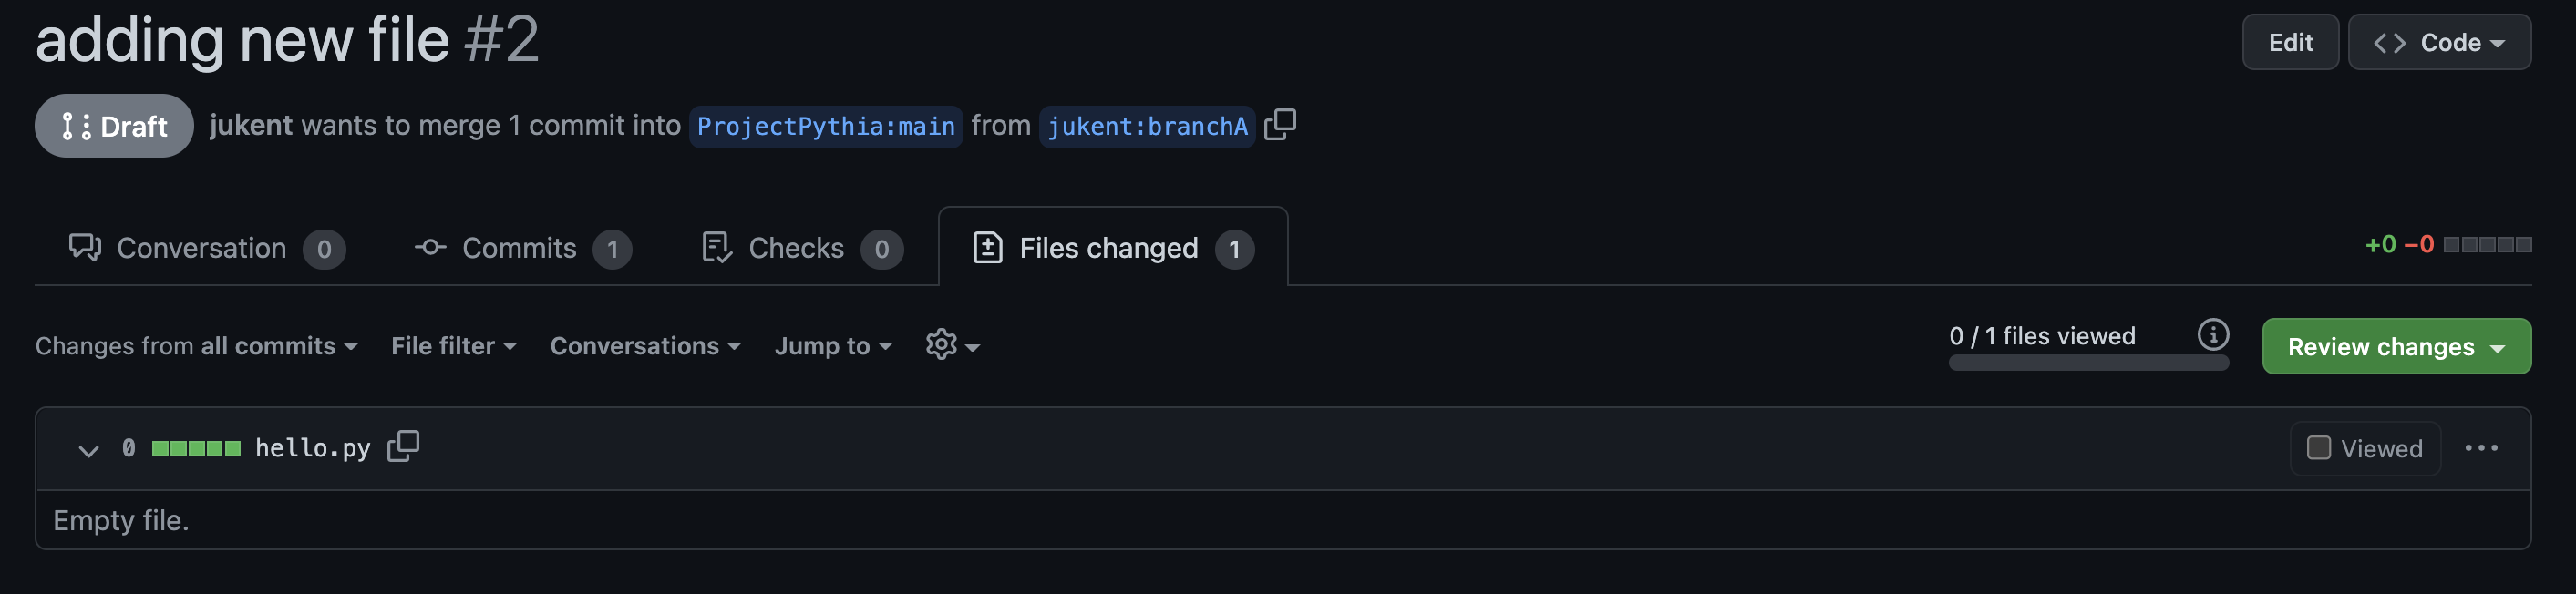 adding new file #2
Edit
Code
Draft
jukent wants to merge 1 commit into ProjectPythia:main from jukent:branchA
Conversation 0
Commits 1
Checks 0
Files changed 1
+0 −0
Changes from all commits
File filter
Conversations
Jump to
0 / 1 files viewed
Review changes
0 hello.py
Viewed
Empty file.